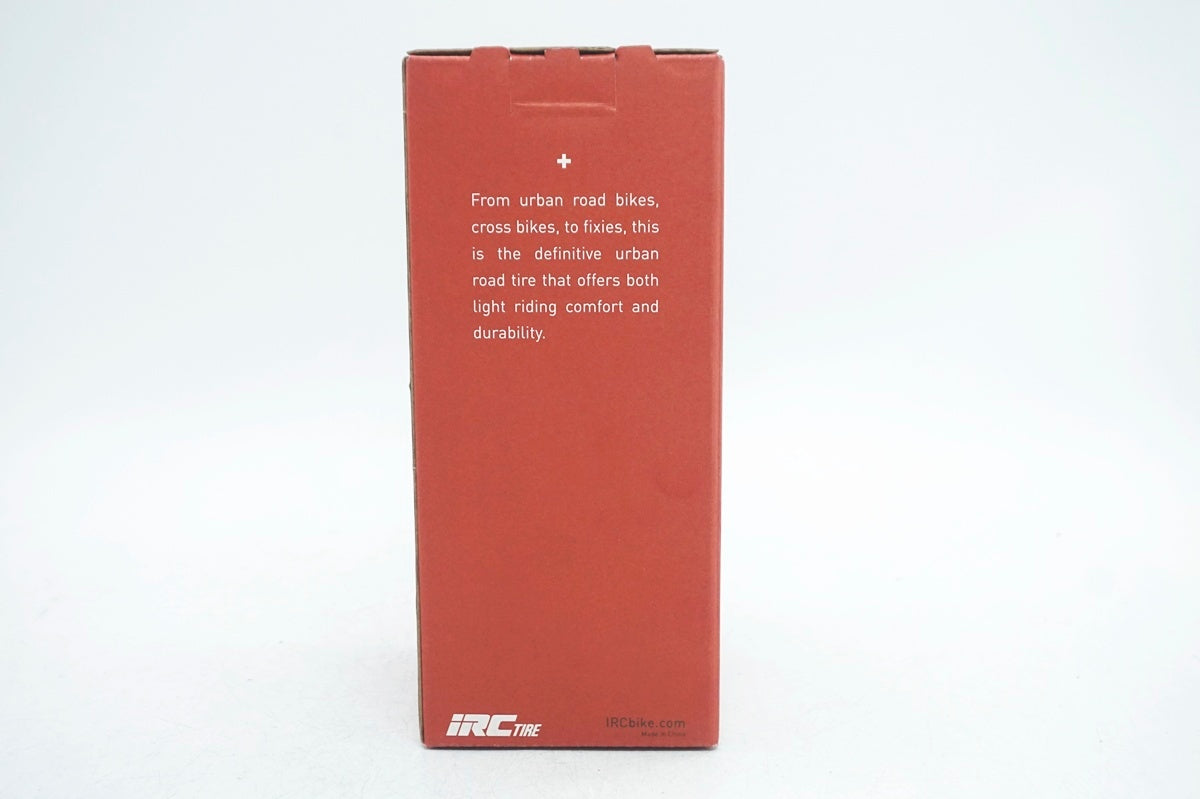 From urban road bikes,
cross bikes, to fixies, this
is the definitive urban
road tire that offers both
light riding comfort and
durability.
IRC TIRE
IRCbike.com
Made in China